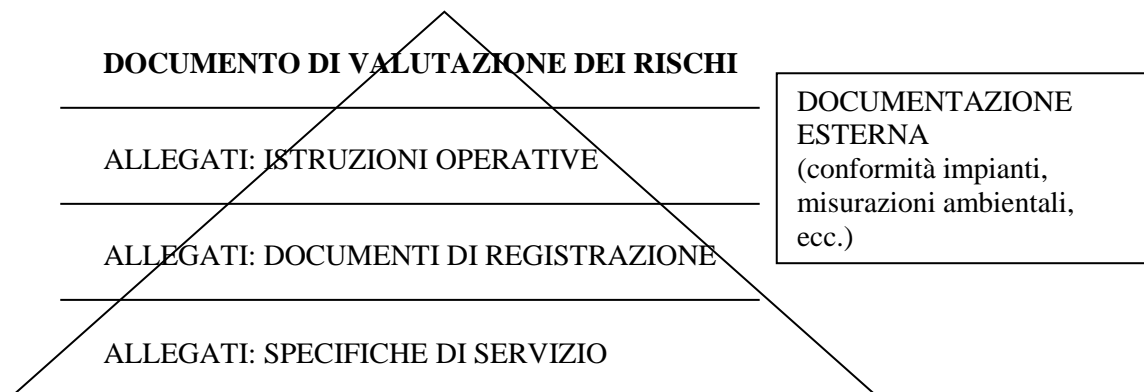 DOCUMENTO DI VALUTAZIONE DEI RISCHI
ALLEGATI: ISTRUZIONI OPERATIVE
ALLEGATI: DOCUMENTI DI REGISTRAZIONE
ALLEGATI: SPECIFICHE DI SERVIZIO
DOCUMENTAZIONE
ESTERNA
(conformità impianti,
misurazioni ambientali,
ecc.)